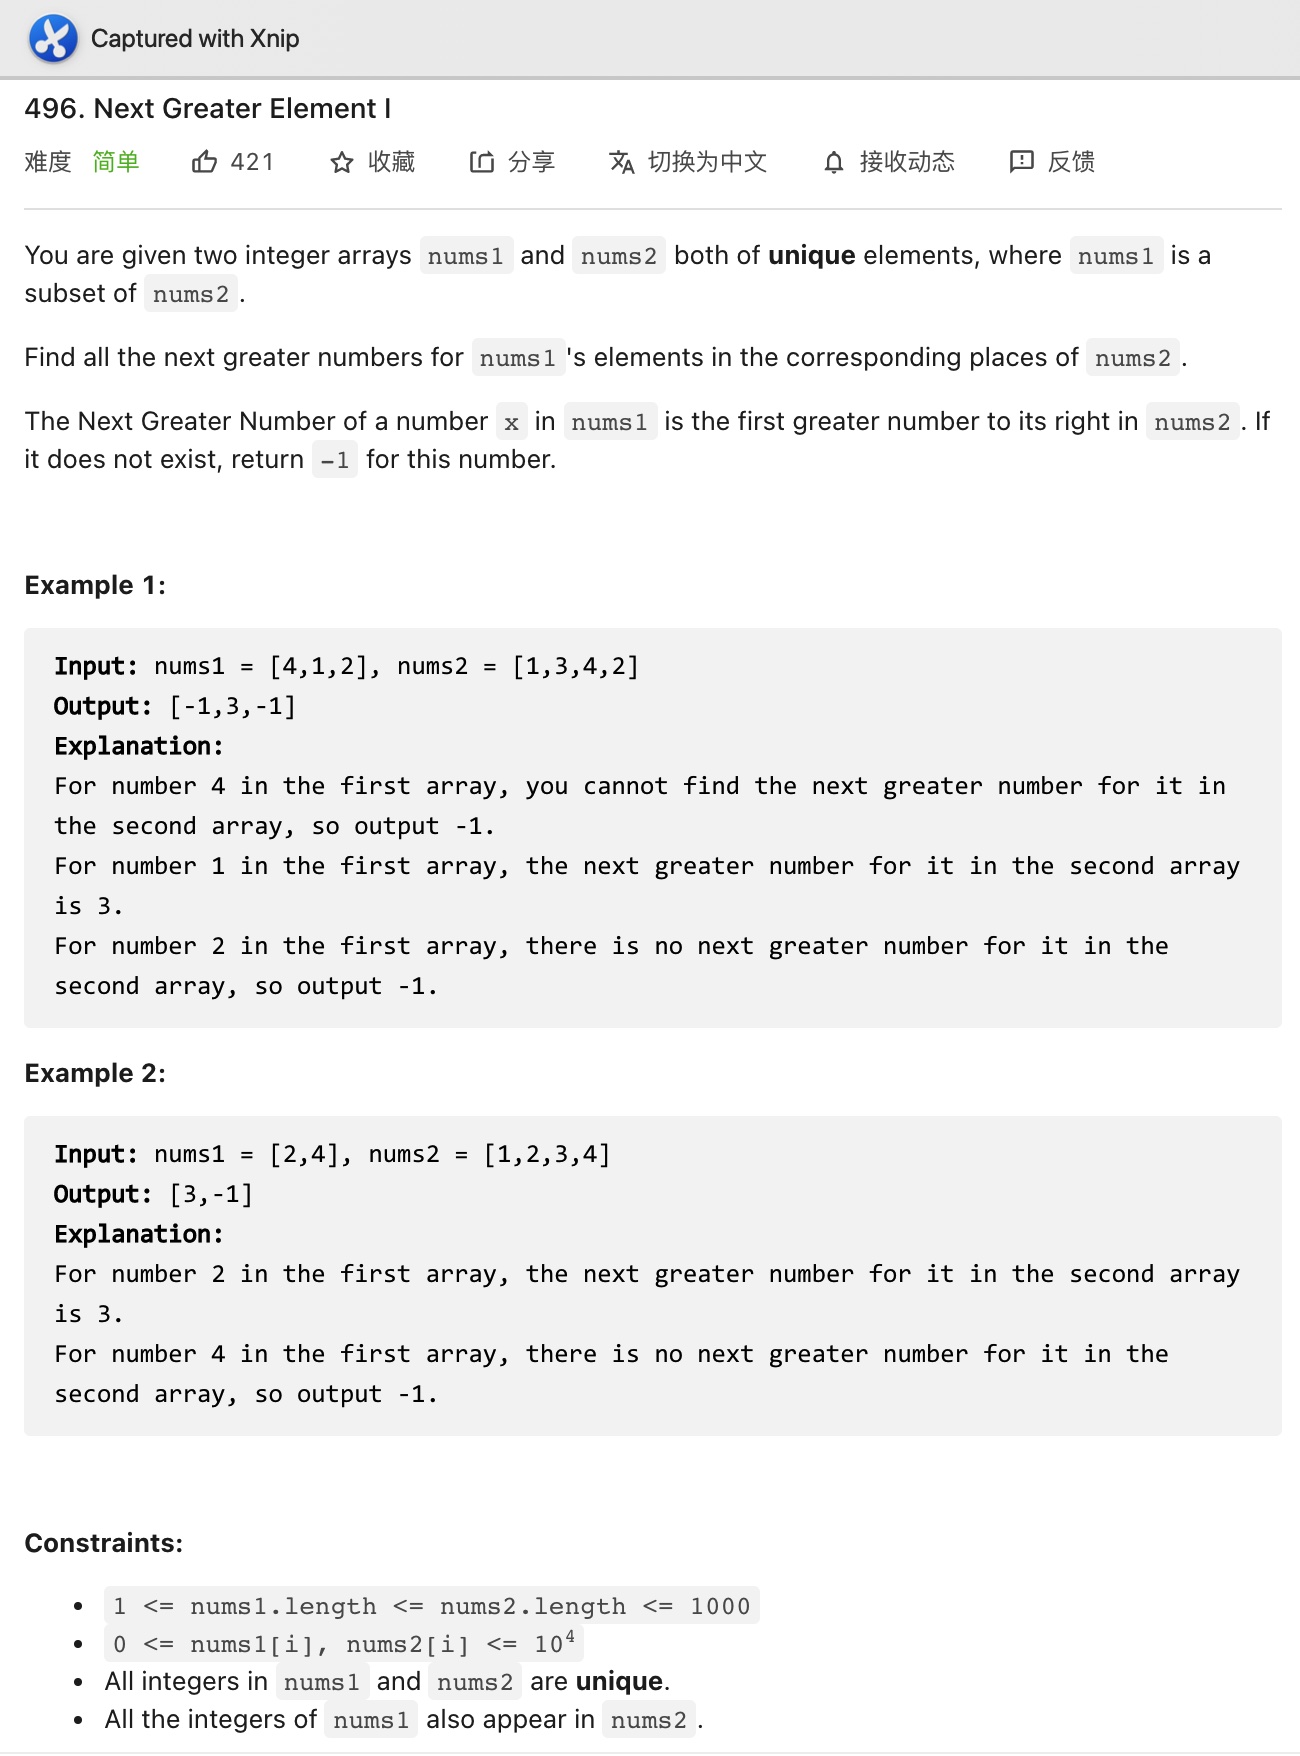 Captured with Xnip
496. Next Greater Element I
难度 简单 421 收藏 分享 切换为中文 接收动态 反馈
You are given two integer arrays nums1 and nums2 both of unique elements, where nums1 is a
subset of nums2.
Find all the next greater numbers for nums1's elements in the corresponding places of nums2.
The Next Greater Number of a number x in nums1 is the first greater number to its right in nums2. If
it does not exist, return -1 for this number.
Example 1:
Input: nums1 = [4,1,2], nums2 = [1,3,4,2]
Output: [-1,3,-1]
Explanation:
For number 4 in the first array, you cannot find the next greater number for it in
the second array, so output -1.
For number 1 in the first array, the next greater number for it in the second array
is 3.
For number 2 in the first array, there is no next greater number for it in the
second array, so output -1.
Example 2:
Input: nums1 = [2,4], nums2 = [1,2,3,4]
Output: [3,-1]
Explanation:
For number 2 in the first array, the next greater number for it in the second array
is 3.
For number 4 in the first array, there is no next greater number for it in the
second array, so output -1.
Constraints:
• 1 <= nums1.length <= nums2.length <= 1000
• 0 <= nums1[i], nums2[i] <= 10⁴
• All integers in nums1 and nums2 are unique.
• All the integers of nums1 also appear in nums2.